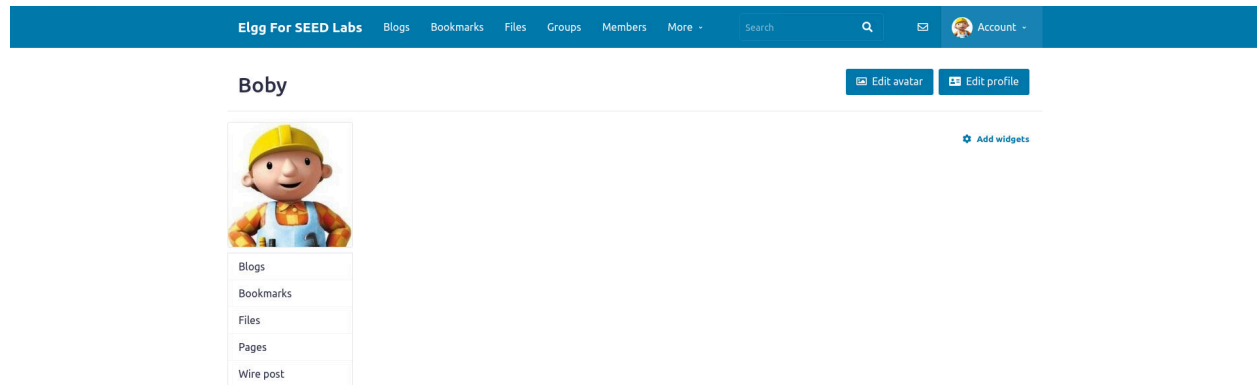 Elgg For SEED Labs Blogs Bookmarks Files Groups Members More Search Account
Boby Edit avatar Edit profile
Add widgets
Blogs
Bookmarks
Files
Pages
Wire post